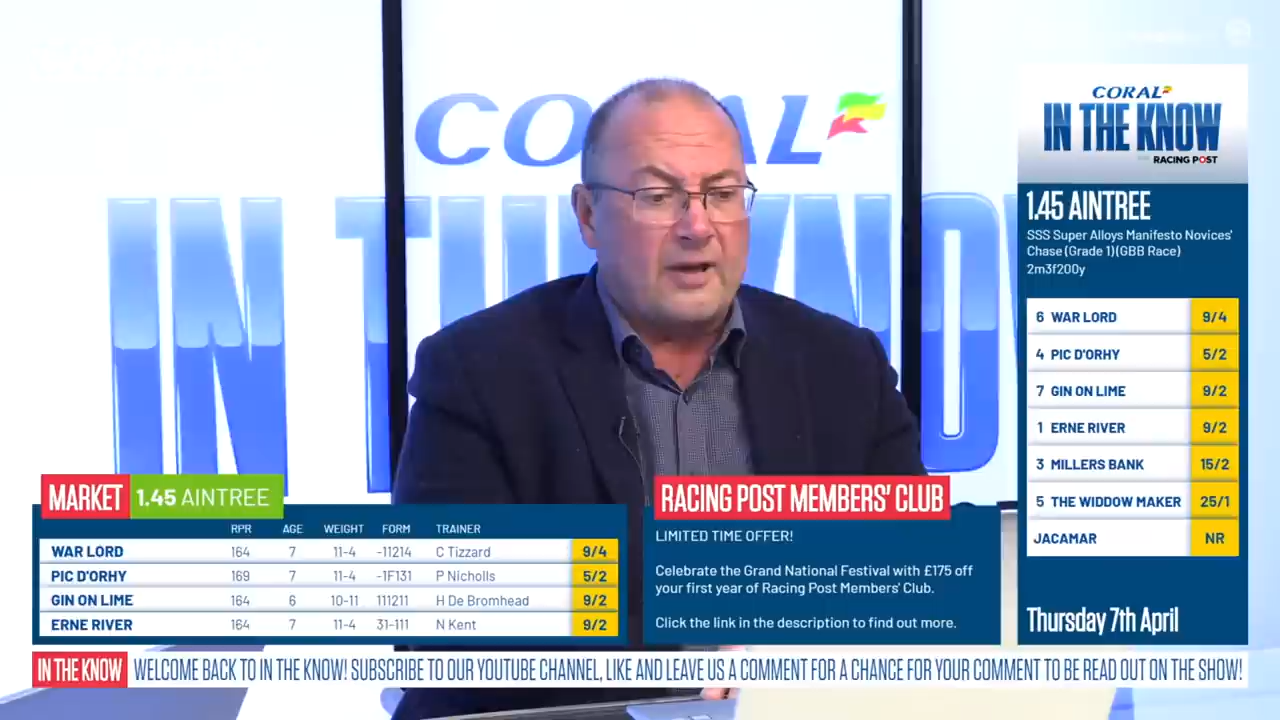 CORAL
IN THE KNOW
CORAL
IN THE KNOW
RACING POST
1.45 AINTREE
SSS Super Alloys Manifesto Novices'
Chase (Grade 1)(GBB Race)
2m3f200y
6 WAR LORD 9/4
4 PIC D'ORHY 5/2
7 GIN ON LIME 9/2
1 ERNE RIVER 9/2
3 MILLERS BANK 15/2
5 THE WIDDOW MAKER 25/1
JACAMAR NR
Thursday 7th April
MARKET 1.45 AINTREE
RPR AGE WEIGHT FORM TRAINER
WAR LORD 164 7 11-4 -11214 C Tizzard 9/4
PIC D'ORHY 169 7 11-4 -1F131 P Nicholls 5/2
GIN ON LIME 164 6 10-11 111211 H De Bromhead 9/2
ERNE RIVER 164 7 11-4 31-111 N Kent 9/2
RACING POST MEMBERS' CLUB
LIMITED TIME OFFER!
Celebrate the Grand National Festival with £175 off
your first year of Racing Post Members' Club.
Click the link in the description to find out more.
IN THE KNOW WELCOME BACK TO IN THE KNOW! SUBSCRIBE TO OUR YOUTUBE CHANNEL, LIKE AND LEAVE US A COMMENT FOR A CHANCE FOR YOUR COMMENT TO BE READ OUT ON THE SHOW!